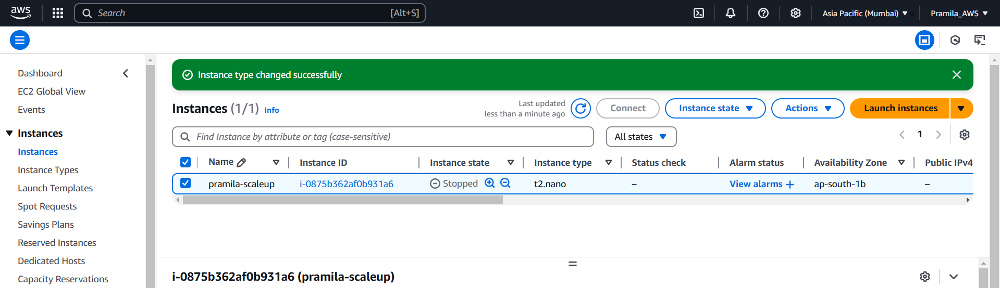 aws
Search [Alt+S]
Asia Pacific (Mumbai)
Pramila_AWS
Dashboard
EC2 Global View
Events
Instances
Instances
Instance Types
Launch Templates
Spot Requests
Savings Plans
Reserved Instances
Dedicated Hosts
Capacity Reservations
Instance type changed successfully
Instances (1/1) Info
Last updated
less than a minute ago
Connect
Instance state
Actions
Launch instances
Find Instance by attribute or tag (case-sensitive)
All states
1
Name Instance ID Instance state Instance type Status check Alarm status Availability Zone Public IPv4
pramila-scaleup i-0875b362af0b931a6 Stopped t2.nano – View alarms + ap-south-1b –
i-0875b362af0b931a6 (pramila-scaleup)